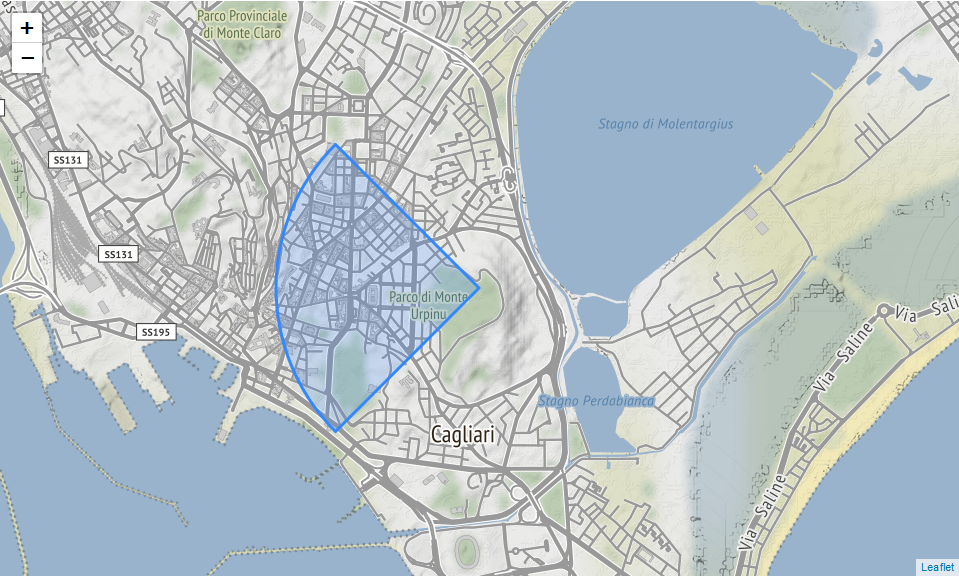 Parco Provinciale
di Monte Claro
+
−
Stagno di Molentargius
SS131
SS131
Parco di Monte
Urpinu
Via Saline
Via Sali
SS195
Stagno Perdabianca
Cagliari
Via Saline
Leaflet